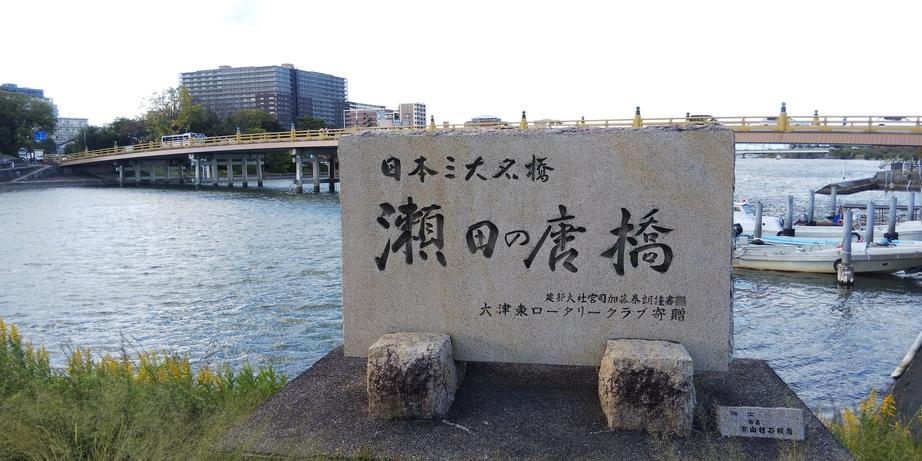 日本三大名橋
瀬田の唐橋
建部大社宮司加藤泰朗謹書
大津東ロータリークラブ寄贈